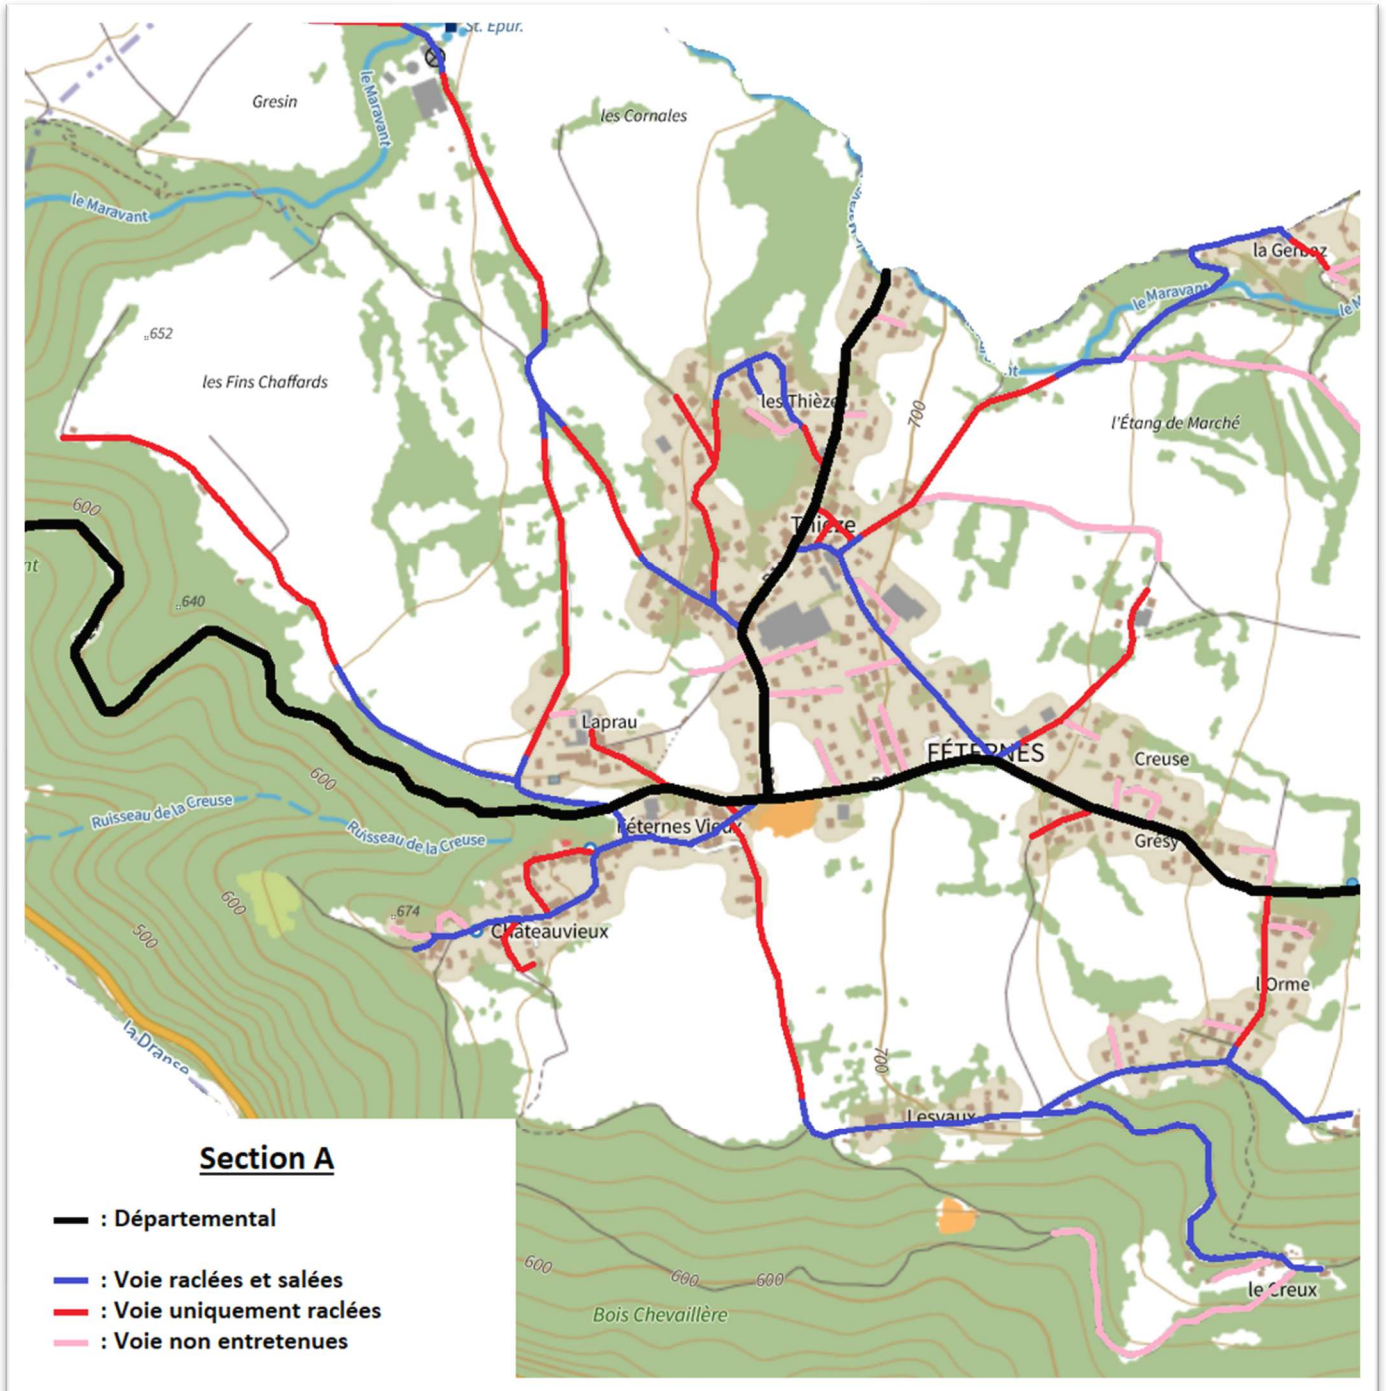 St. Epur.
le Maravant
Gresin
les Cornales
le Maravant
la Gerbaz
le Maravant
652
les Fins Chaffards
les Thièze
700
l'Étang de Marché
600
Thièze
640
Laprau
FÉTERNES
Creuse
600
Ruisseau de la Creuse
Ruisseau de la Creuse
Féternes Vieux
Grésy
600
674
500
Châteauvieux
l'Orme
la Dranse
700
Lesvaux
Section A
: Départemental
: Voie raclées et salées
: Voie uniquement raclées
: Voie non entretenues
600
600
600
le Creux
Bois Chevaillère